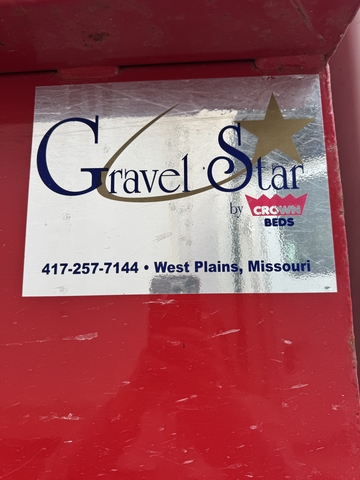 Gravel Star
by CROWN
BEDS
417-257-7144 • West Plains, Missouri